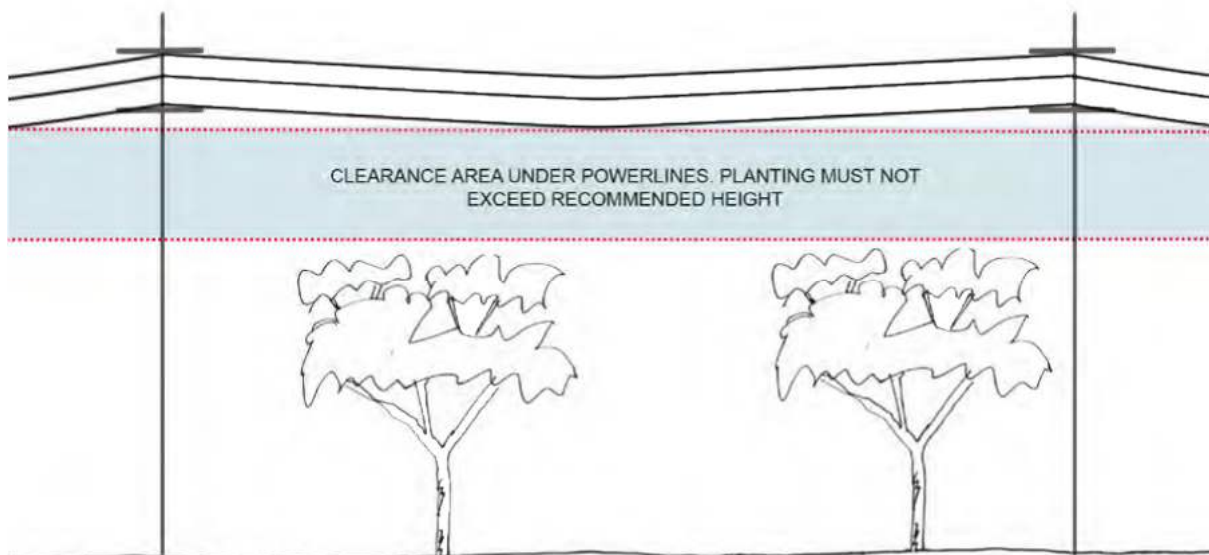 CLEARANCE AREA UNDER POWERLINES. PLANTING MUST NOT
EXCEED RECOMMENDED HEIGHT